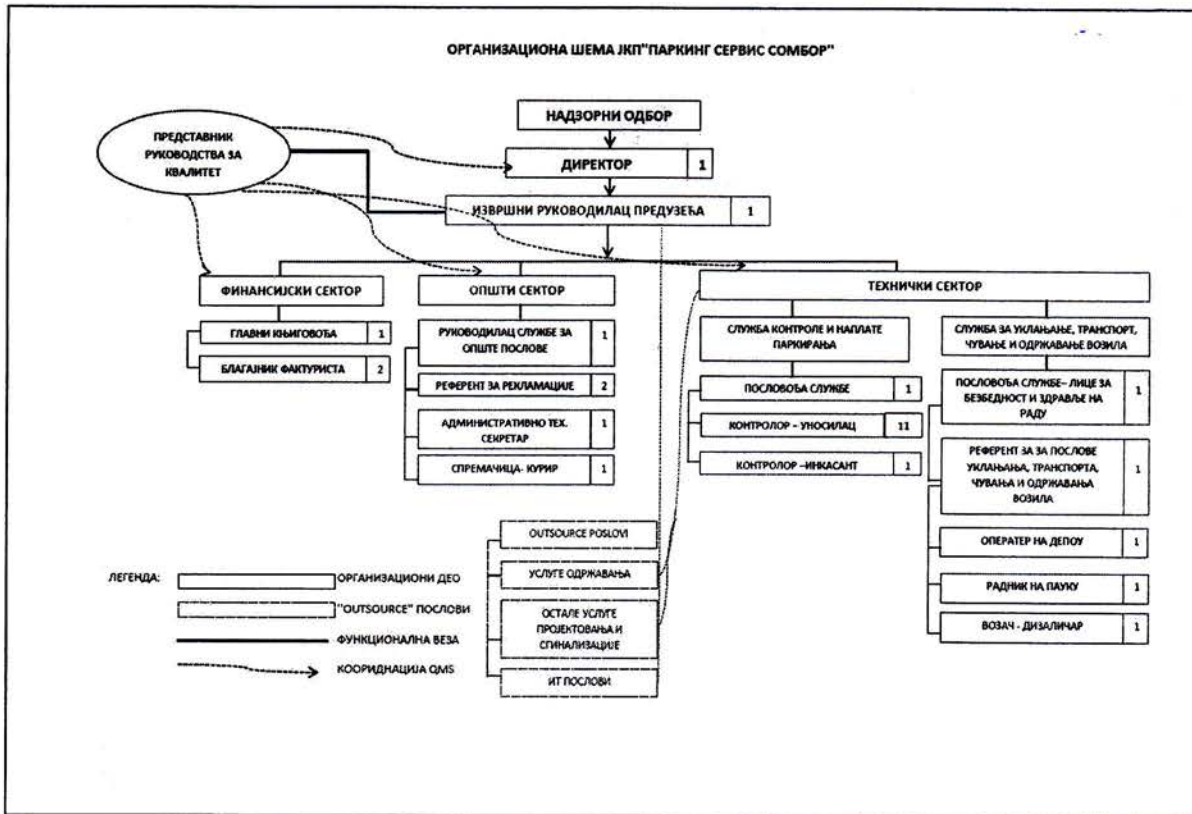 ОРГАНИЗАЦИОНА ШЕМА ЈКП"ПАРКИНГ СЕРВИС СОМБОР"
НАДЗОРНИ ОДБОР
ПРЕДСТАВНИК
РУКОВОДСТВА ЗА
КВАЛИТЕТ
ДИРЕКТОР
1
ИЗВРШНИ РУКОВОДИЛАЦ ПРЕДУЗЕЋА
1
ФИНАНСИЈСКИ СЕКТОР
ГЛАВНИ КЊИГОВОЂА
1
БЛАГАЈНИК ФАКТУРИСТА
2
ОПШТИ СЕКТОР
РУКОВОДИЛАЦ СЛУЖБЕ ЗА
ОПШТЕ ПОСЛОВЕ
1
РЕФЕРЕНТ ЗА РЕКЛАМАЦИЈЕ
2
АДМИНИСТРАТИВНО ТЕХ.
СЕКРЕТАР
1
СПРЕМАЧИЦА- КУРИР
1
ТЕХНИЧКИ СЕКТОР
СЛУЖБА КОНТРОЛЕ И НАПЛАТЕ
ПАРКИРАЊА
ПОСЛОВОЂА СЛУЖБЕ
1
КОНТРОЛОР - УНОСИЛАЦ
11
КОНТРОЛОР –ИНКАСАНТ
1
СЛУЖБА ЗА УКЛАЊАЊЕ, ТРАНСПОРТ,
ЧУВАЊЕ И ОДРЖАВАЊЕ ВОЗИЛА
ПОСЛОВОЂА СЛУЖБЕ– ЛИЦЕ ЗА
БЕЗБЕДНОСТ И ЗДРАВЉЕ НА
РАДУ
1
РЕФЕРЕНТ ЗА ЗА ПОСЛОВЕ
УКЛАЊАЊА, ТРАНСПОРТА,
ЧУВАЊА И ОДРЖАВАЊА
ВОЗИЛА
1
ОПЕРАТЕР НА ДЕПОУ
1
РАДНИК НА ПАУКУ
1
ВОЗАЧ - ДИЗАЛИЧАР
1
OUTSOURCE POSLOVI
УСЛУГЕ ОДРЖАВАЊА
ОСТАЛЕ УСЛУГЕ
ПРОЈЕКТОВАЊА И
СГИНАЛИЗАЦИЈЕ
ИТ ПОСЛОВИ
ЛЕГЕНДА:
ОРГАНИЗАЦИОНИ ДЕО
"OUTSOURCE" ПОСЛОВИ
ФУНКЦИОНАЛНА ВЕЗА
КООРИДНАЦИЈА QMS